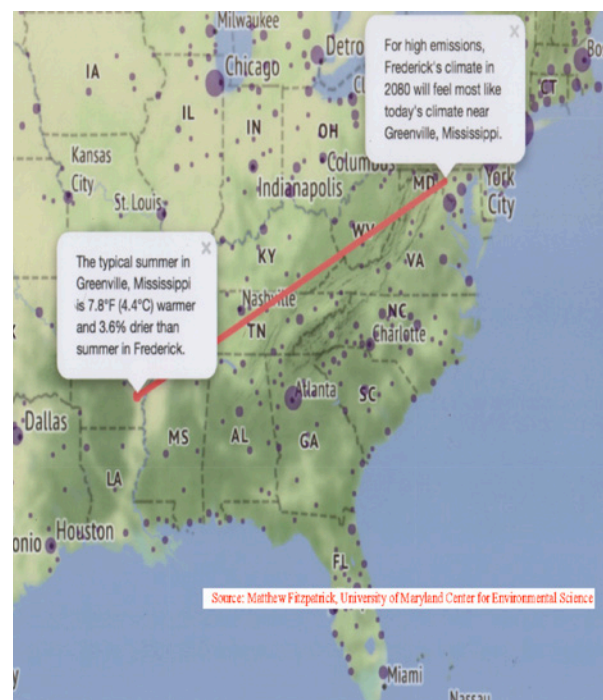 Milwaukee
Detro
Chicago
IA
IL
IN
OH
Columbus
Kansas
City
St. Louis
Indianapolis
For high emissions,
Frederick's climate in
2080 will feel most like
today's climate near
Greenville, Mississippi.
Bo
CT
York
City
MD
WV
VA
KY
The typical summer in
Greenville, Mississippi
is 7.8°F (4.4°C) warmer
and 3.6% drier than
summer in Frederick.
Nashville
TN
NC
Charlotte
Atlanta
SC
Dallas
MS
AL
GA
LA
onio
Houston
FL
Source: Matthew Fitzpatrick, University of Maryland Center for Environmental Science
Miami
Nassau